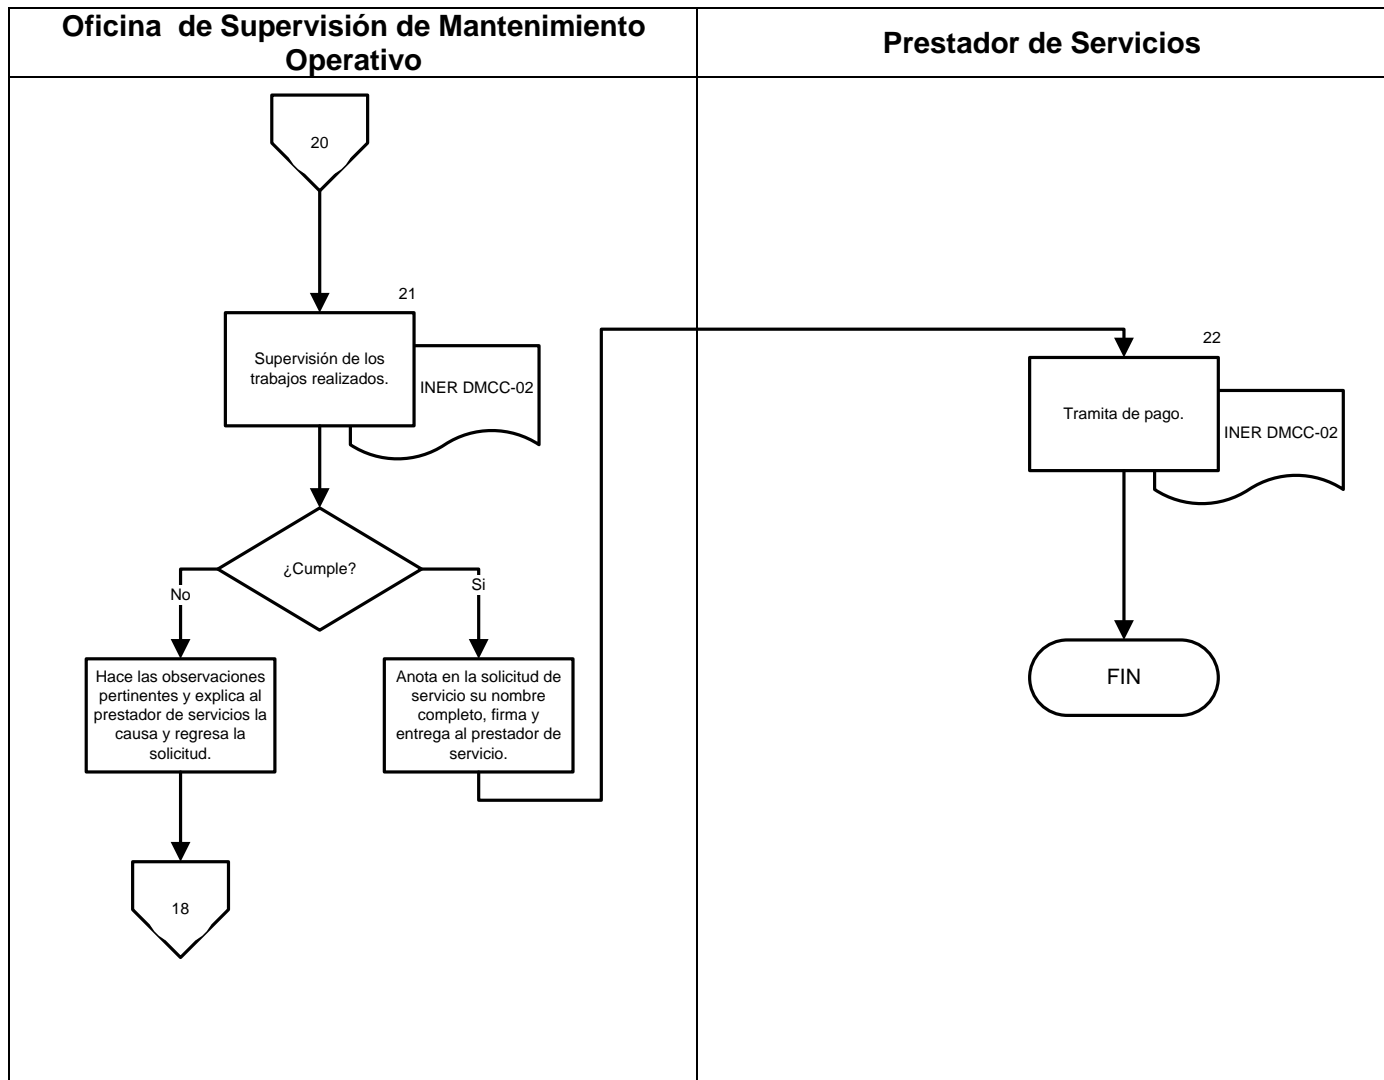 Oficina de Supervisión de Mantenimiento
Operativo
Prestador de Servicios
20
21
Supervisión de los
trabajos realizados.
INER DMCC-02
¿Cumple?
No
Si
Hace las observaciones
pertinentes y explica al
prestador de servicios la
causa y regresa la
solicitud.
Anota en la solicitud de
servicio su nombre
completo, firma y
entrega al prestador de
servicio.
18
22
Tramita de pago.
INER DMCC-02
FIN